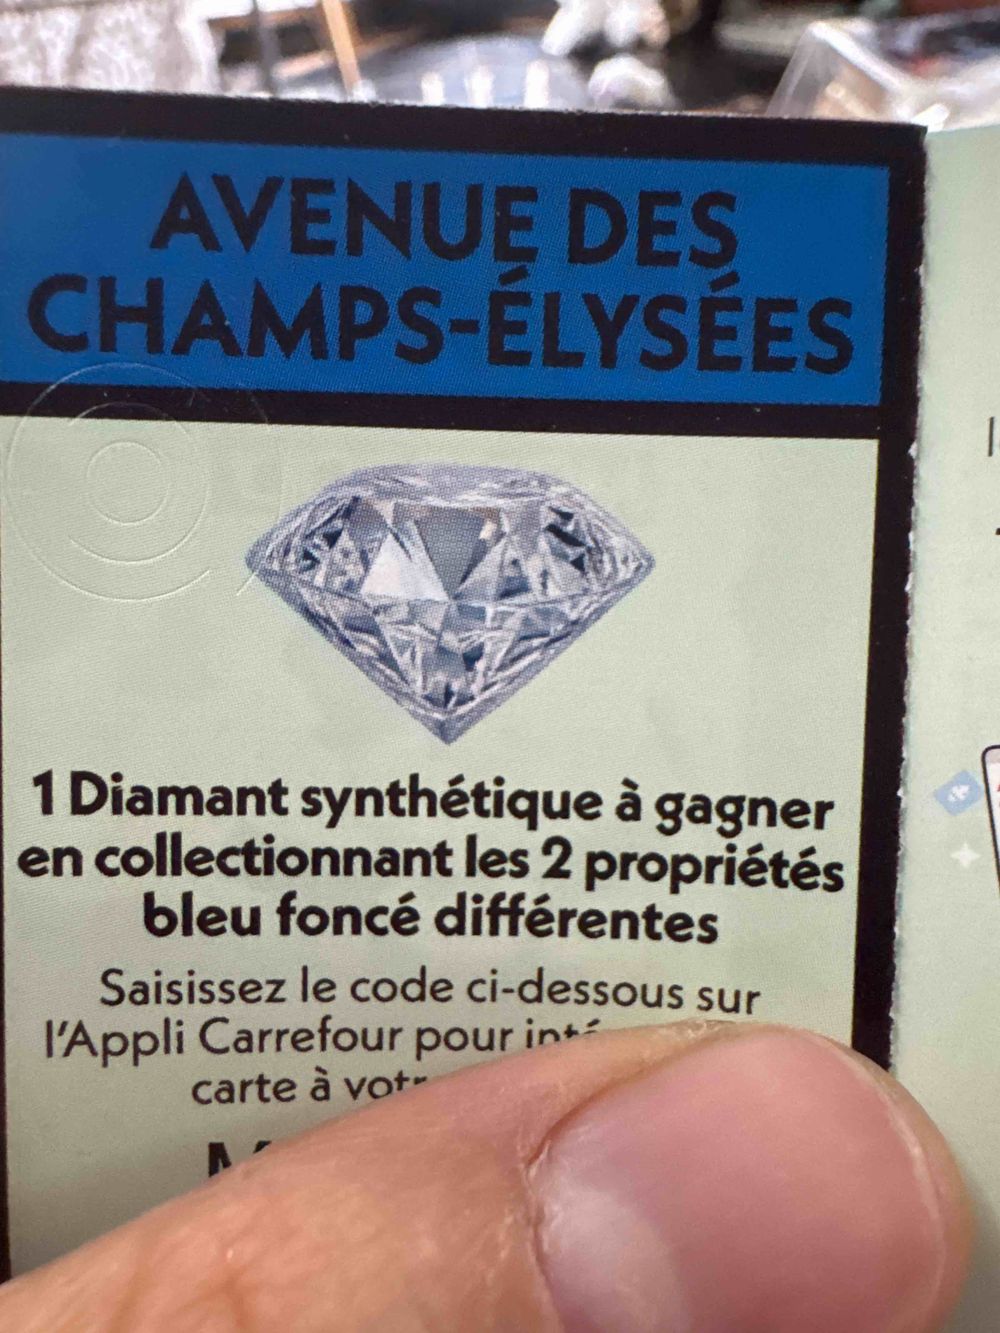 AVENUE DES
CHAMPS-ÉLYSÉES
1 Diamant synthétique à gagner
en collectionnant les 2 propriétés
bleu foncé différentes
Saisissez le code ci-dessous sur
l'Appli Carrefour pour
carte à